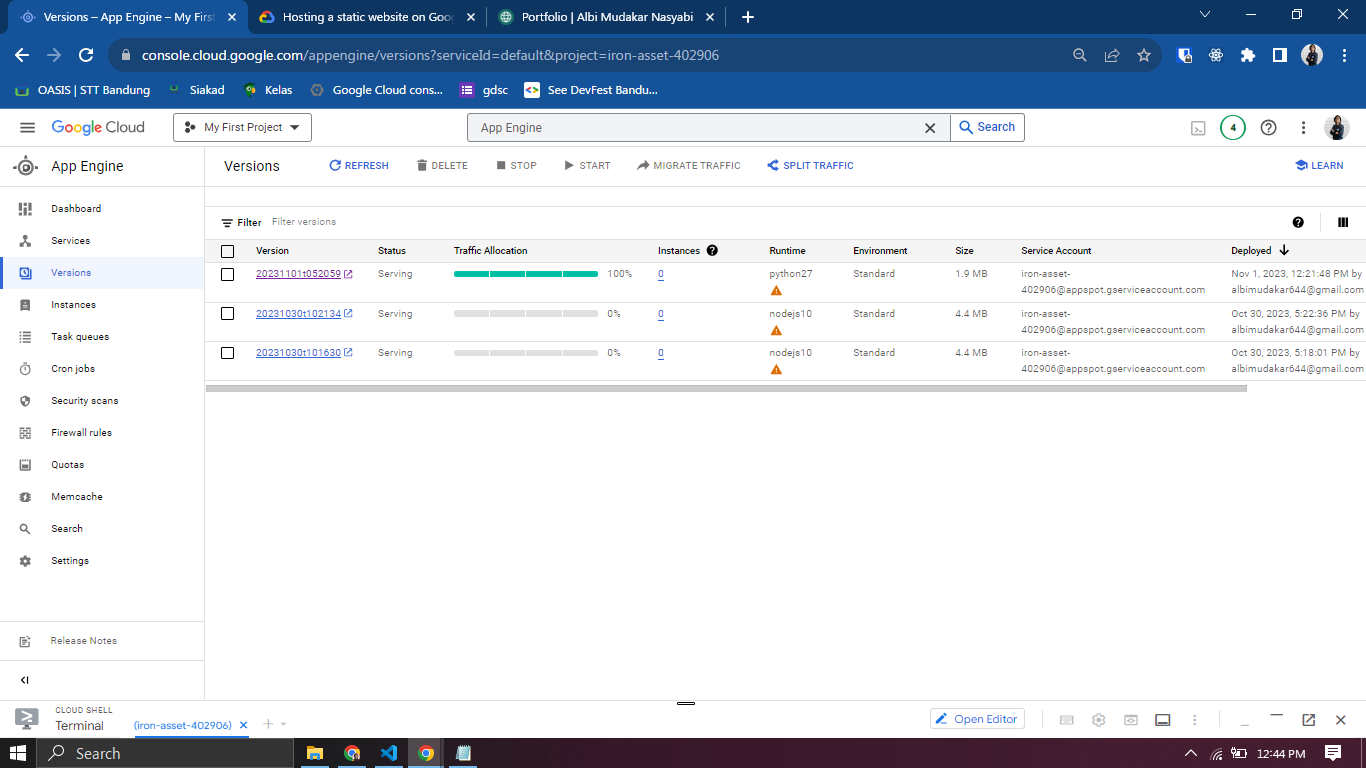 Versions – App Engine – My First
Hosting a static website on Goo
Portfolio | Albi Mudakar Nasyabi
console.cloud.google.com/appengine/versions?serviceId=default&project=iron-asset-402906
OASIS | STT Bandung
Siakad
Kelas
Google Cloud cons...
gdsc
See DevFest Bandu...
Google Cloud
My First Project
App Engine
Search
4
App Engine
Versions
REFRESH
DELETE
STOP
START
MIGRATE TRAFFIC
SPLIT TRAFFIC
LEARN
Dashboard
Services
Versions
Instances
Task queues
Cron jobs
Security scans
Firewall rules
Quotas
Memcache
Search
Settings
Release Notes
Filter Filter versions
Version Status Traffic Allocation Instances Runtime Environment Size Service Account Deployed
20231101t052059 Serving 100% 0 python27 Standard 1.9 MB iron-asset- Nov 1, 2023, 12:21:48 PM by
402906@appspot.gserviceaccount.com albimudakar644@gmail.com
20231030t102134 Serving 0% 0 nodejs10 Standard 4.4 MB iron-asset- Oct 30, 2023, 5:22:36 PM by
402906@appspot.gserviceaccount.com albimudakar644@gmail.com
20231030t101630 Serving 0% 0 nodejs10 Standard 4.4 MB iron-asset- Oct 30, 2023, 5:18:01 PM by
402906@appspot.gserviceaccount.com albimudakar644@gmail.com
CLOUD SHELL
Terminal
(iron-asset-402906)
Open Editor
Search
12:44 PM